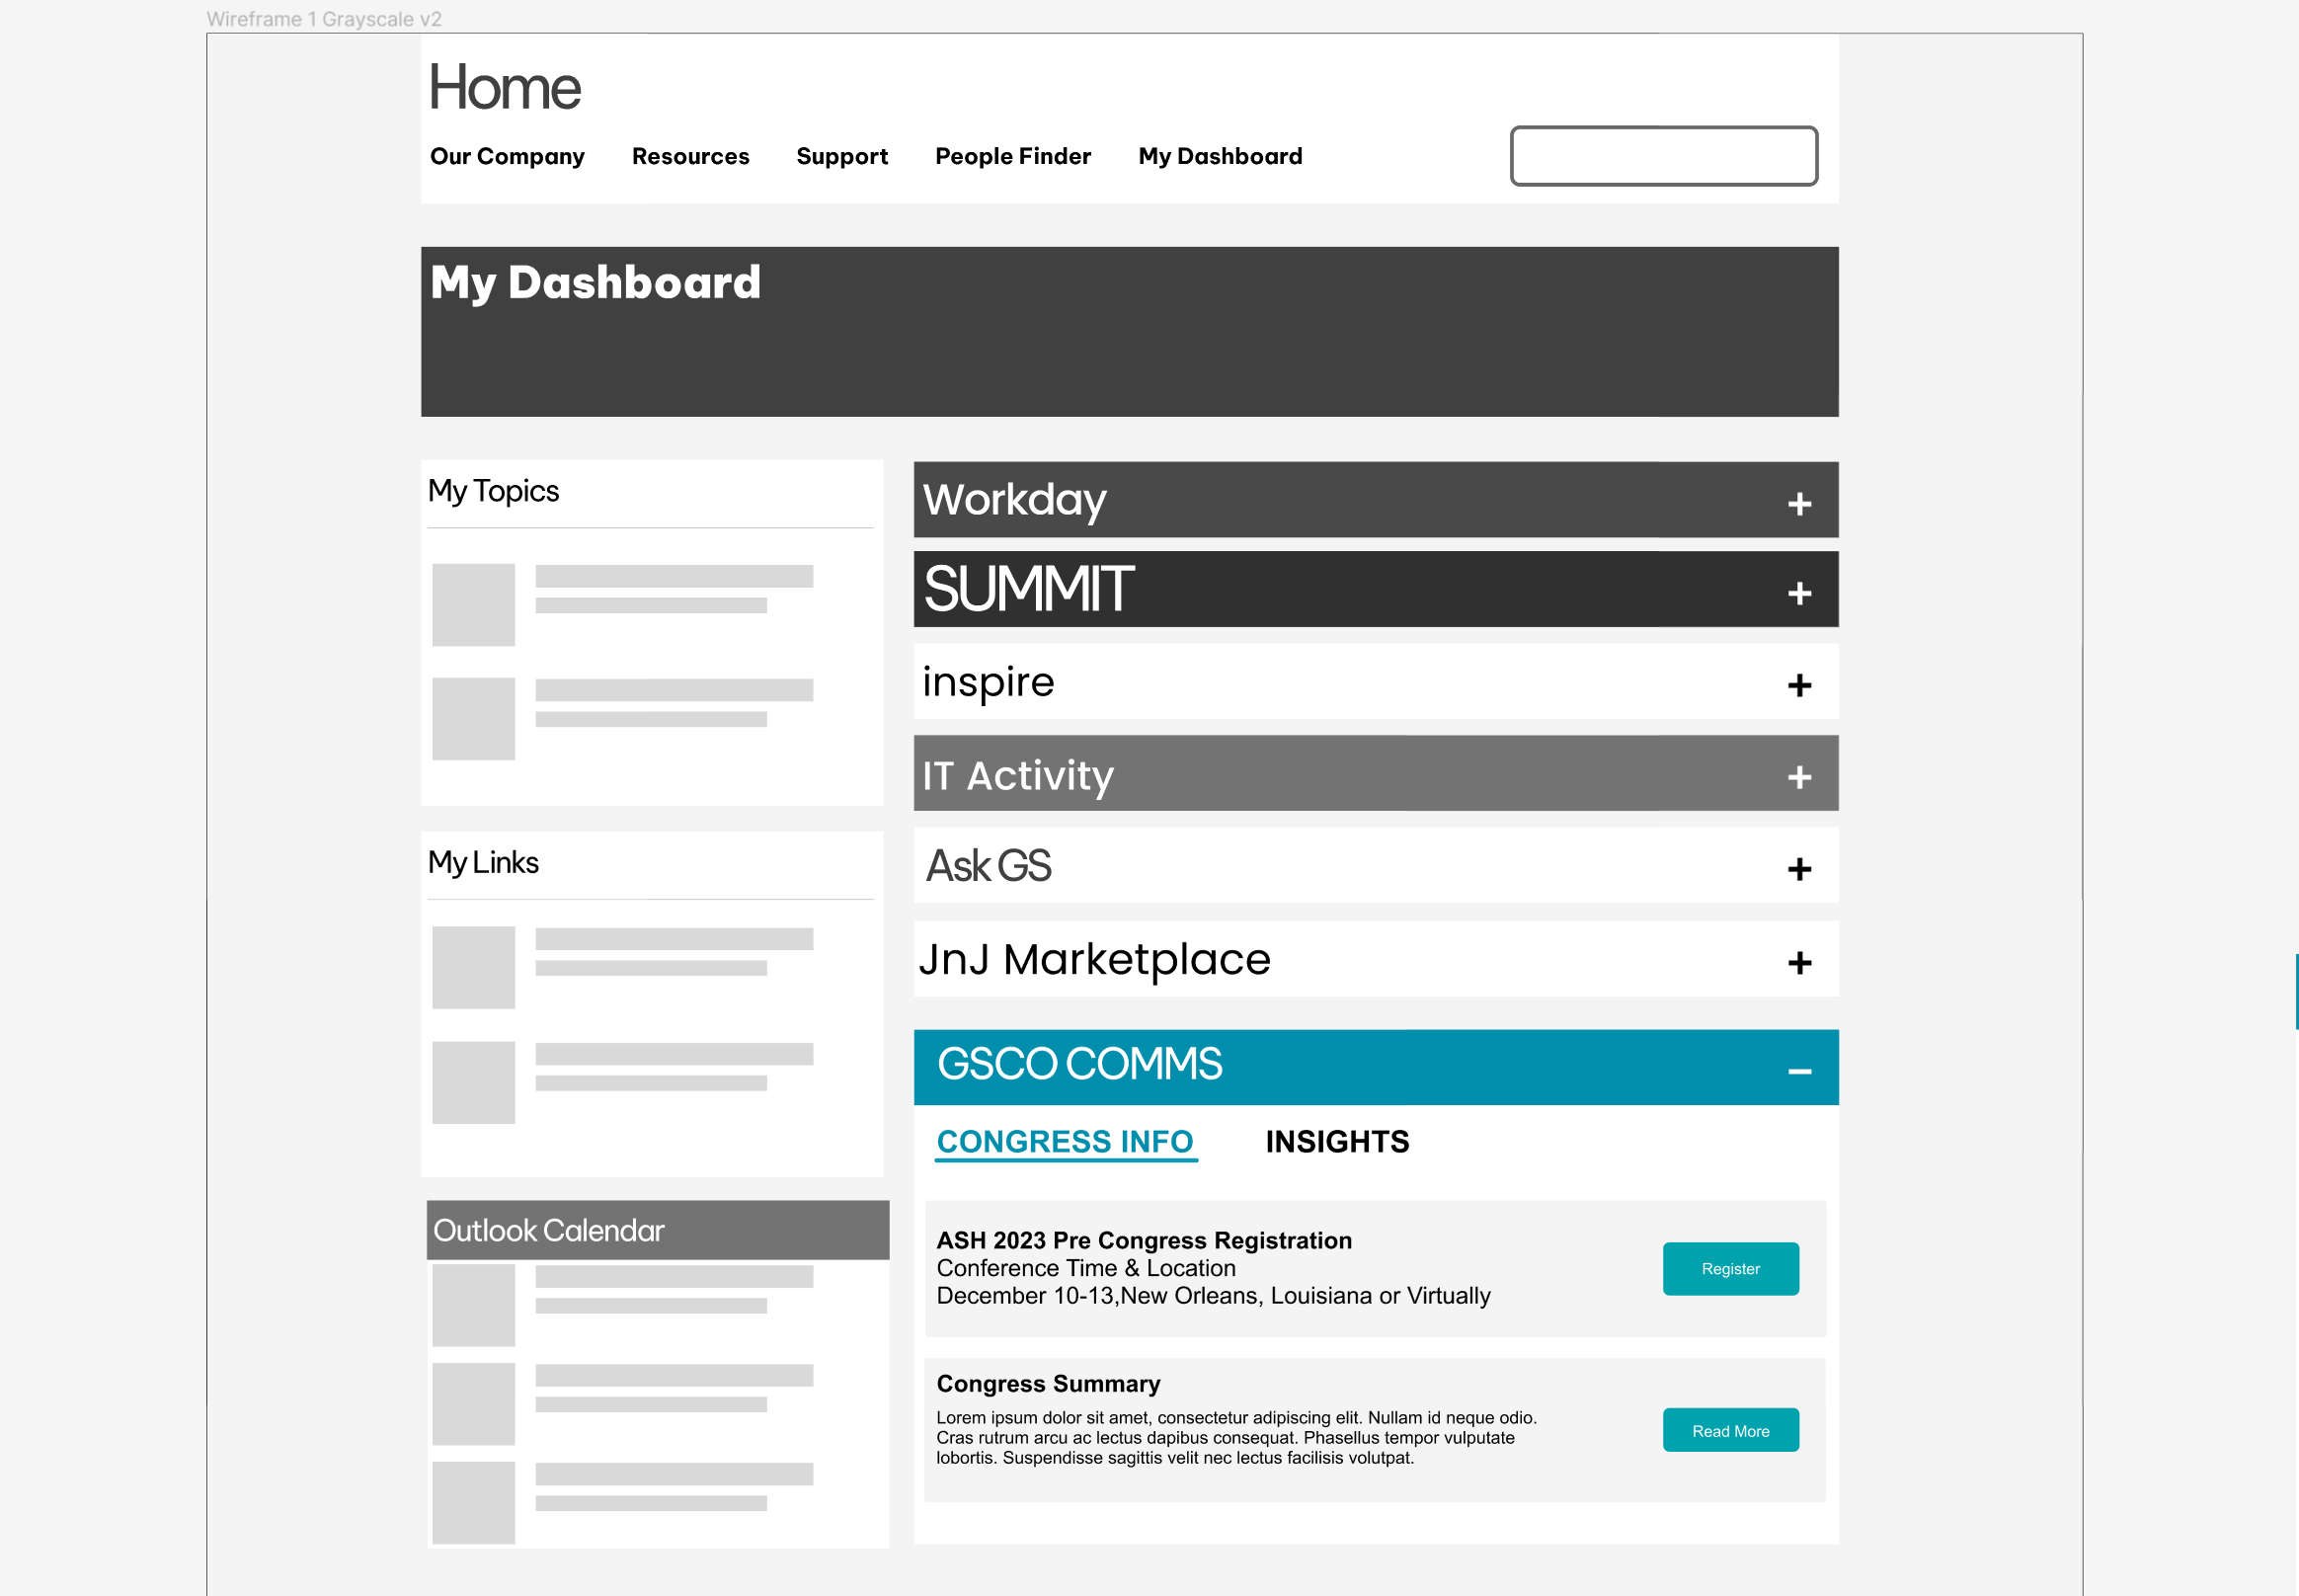 Wireframe 1 Grayscale v2
Home
Our Company Resources Support People Finder My Dashboard
My Dashboard
My Topics
My Links
Outlook Calendar
Workday +
SUMMIT +
inspire +
IT Activity +
Ask GS +
JnJ Marketplace +
GSCO COMMS −
CONGRESS INFO INSIGHTS
ASH 2023 Pre Congress Registration
Conference Time & Location
December 10-13,New Orleans, Louisiana or Virtually
Register
Congress Summary
Lorem ipsum dolor sit amet, consectetur adipiscing elit. Nullam id neque odio.
Cras rutrum arcu ac lectus dapibus consequat. Phasellus tempor vulputate
lobortis. Suspendisse sagittis velit nec lectus facilisis volutpat.
Read More